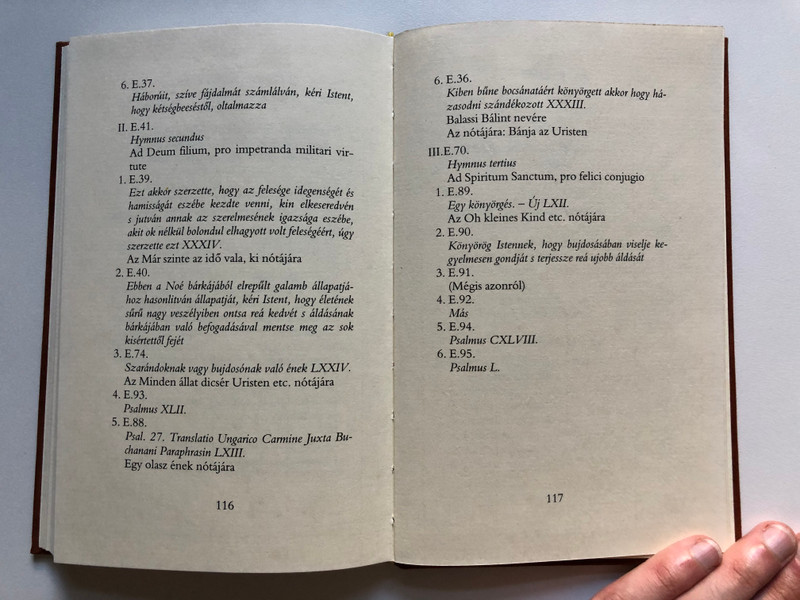 6. E.37.
Háborúit, szíve fájdalmát számlálván, kéri Istent,
hogy kétségbeeséstől, oltalmazza
II. E.41.
Hymnus secundus
Ad Deum filium, pro impetranda militari vir-
tute
1. E.39.
Ezt akkor szerzette, hogy az felesége idegenségét és
hamisságát eszébe kezdte venni, kin elkeseredvén
s jutván annak az szerelmesének igazsága eszébe,
akit ok nélkül bolondul elhagyott volt feleségéért, úgy
szerzette ezt XXXIV.
Az Már szinte az idő vala, ki nótájára
2. E.40.
Ebben a Noé bárkájából elrepűlt galamb állapatjá-
hoz hasonlitván állapatját, kéri Istent, hogy életének
sűrű nagy veszélyiben ontsa reá kedvét s áldásának
bárkájában való befogadásával mentse meg az sok
kisértettől fejét
3. E.74.
Szarándoknak vagy bujdosónak való ének LXXIV.
Az Minden állat dicsér Uristen etc. nótájára
4. E.93.
Psalmus XLII.
5. E.88.
Psal. 27. Translatio Ungarico Carmine Juxta Bu-
chanani Paraphrasin LXIII.
Egy olasz ének nótájára
116
6. E.36.
Kiben bűne bocsánatáért könyörgett akkor hogy há-
zasodni szándékozott XXXIII.
Balassi Bálint nevére
Az nótájára: Bánja az Uristen
III.E.70.
Hymnus tertius
Ad Spiritum Sanctum, pro felici conjugio
1. E.89.
Egy könyörgés. – Új LXII.
Az Oh kleines Kind etc. nótájára
2. E.90.
Könyörög Istennek, hogy bujdosásában viselje ke-
gyelmesen gondját s terjessze reá ujobb áldását
3. E.91.
(Mégis azonról)
4. E.92.
Más
5. E.94.
Psalmus CXLVIII.
6. E.95.
Psalmus L.
117